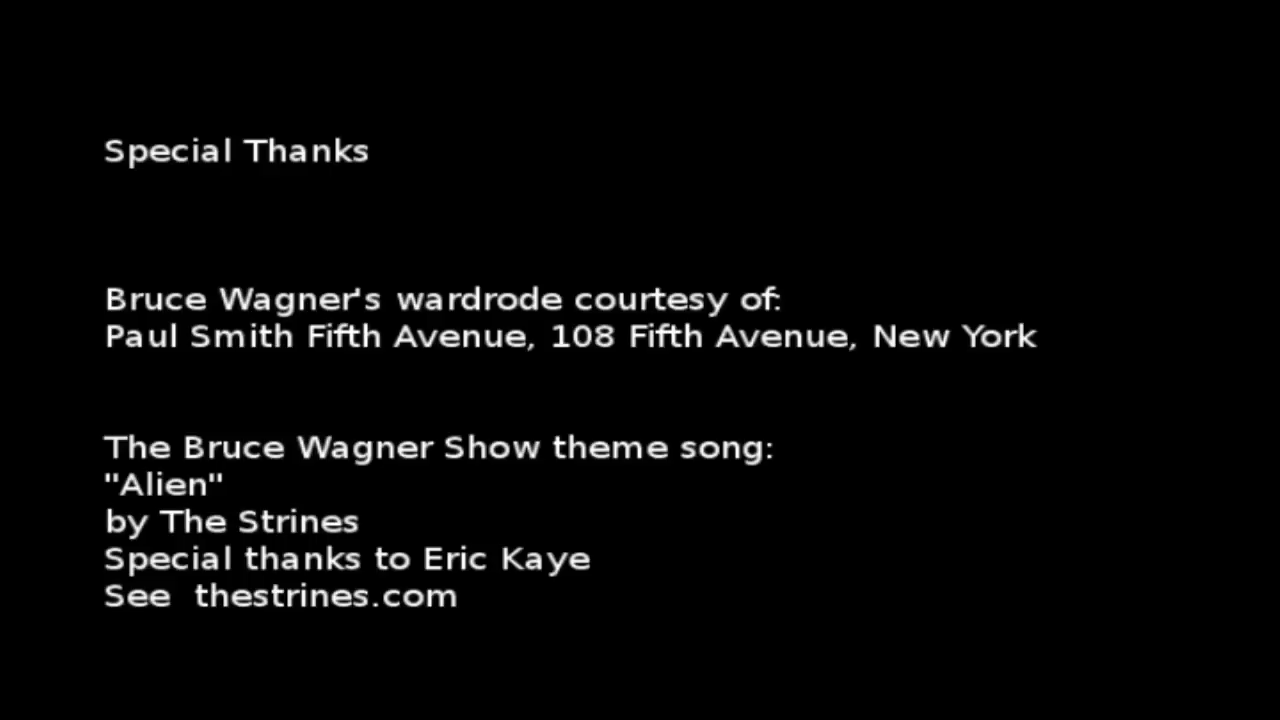 Special Thanks
Bruce Wagner's wardrode courtesy of:
Paul Smith Fifth Avenue, 108 Fifth Avenue, New York
The Bruce Wagner Show theme song:
"Alien"
by The Strines
Special thanks to Eric Kaye
See  thestrines.com